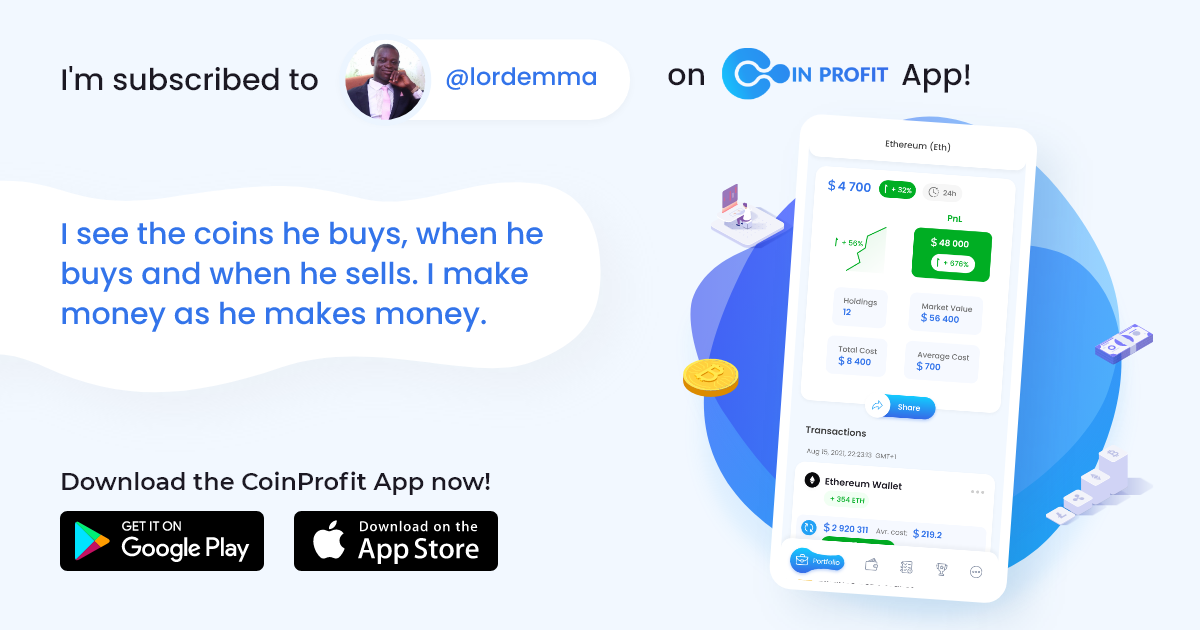 I'm subscribed to @lordemma on IN PROFIT App!
I see the coins he buys, when he
buys and when he sells. I make
money as he makes money.
Download the CoinProfit App now!
GET IT ON
Google Play
Download on the
App Store
Ethereum (Eth)
$ 4 700 + 32% 24h
PnL
+ 56%
$ 48 000
+ 678%
Holdings
12
Market Value
$ 56 400
Total Cost
$ 8 400
Average Cost
$ 700
Share
Transactions
Aug 15, 2021, 22:23:13 GMT+1
Ethereum Wallet
+ 354 ETH
$ 2 920 311 Avr. cost: $ 219.2
Portfolio